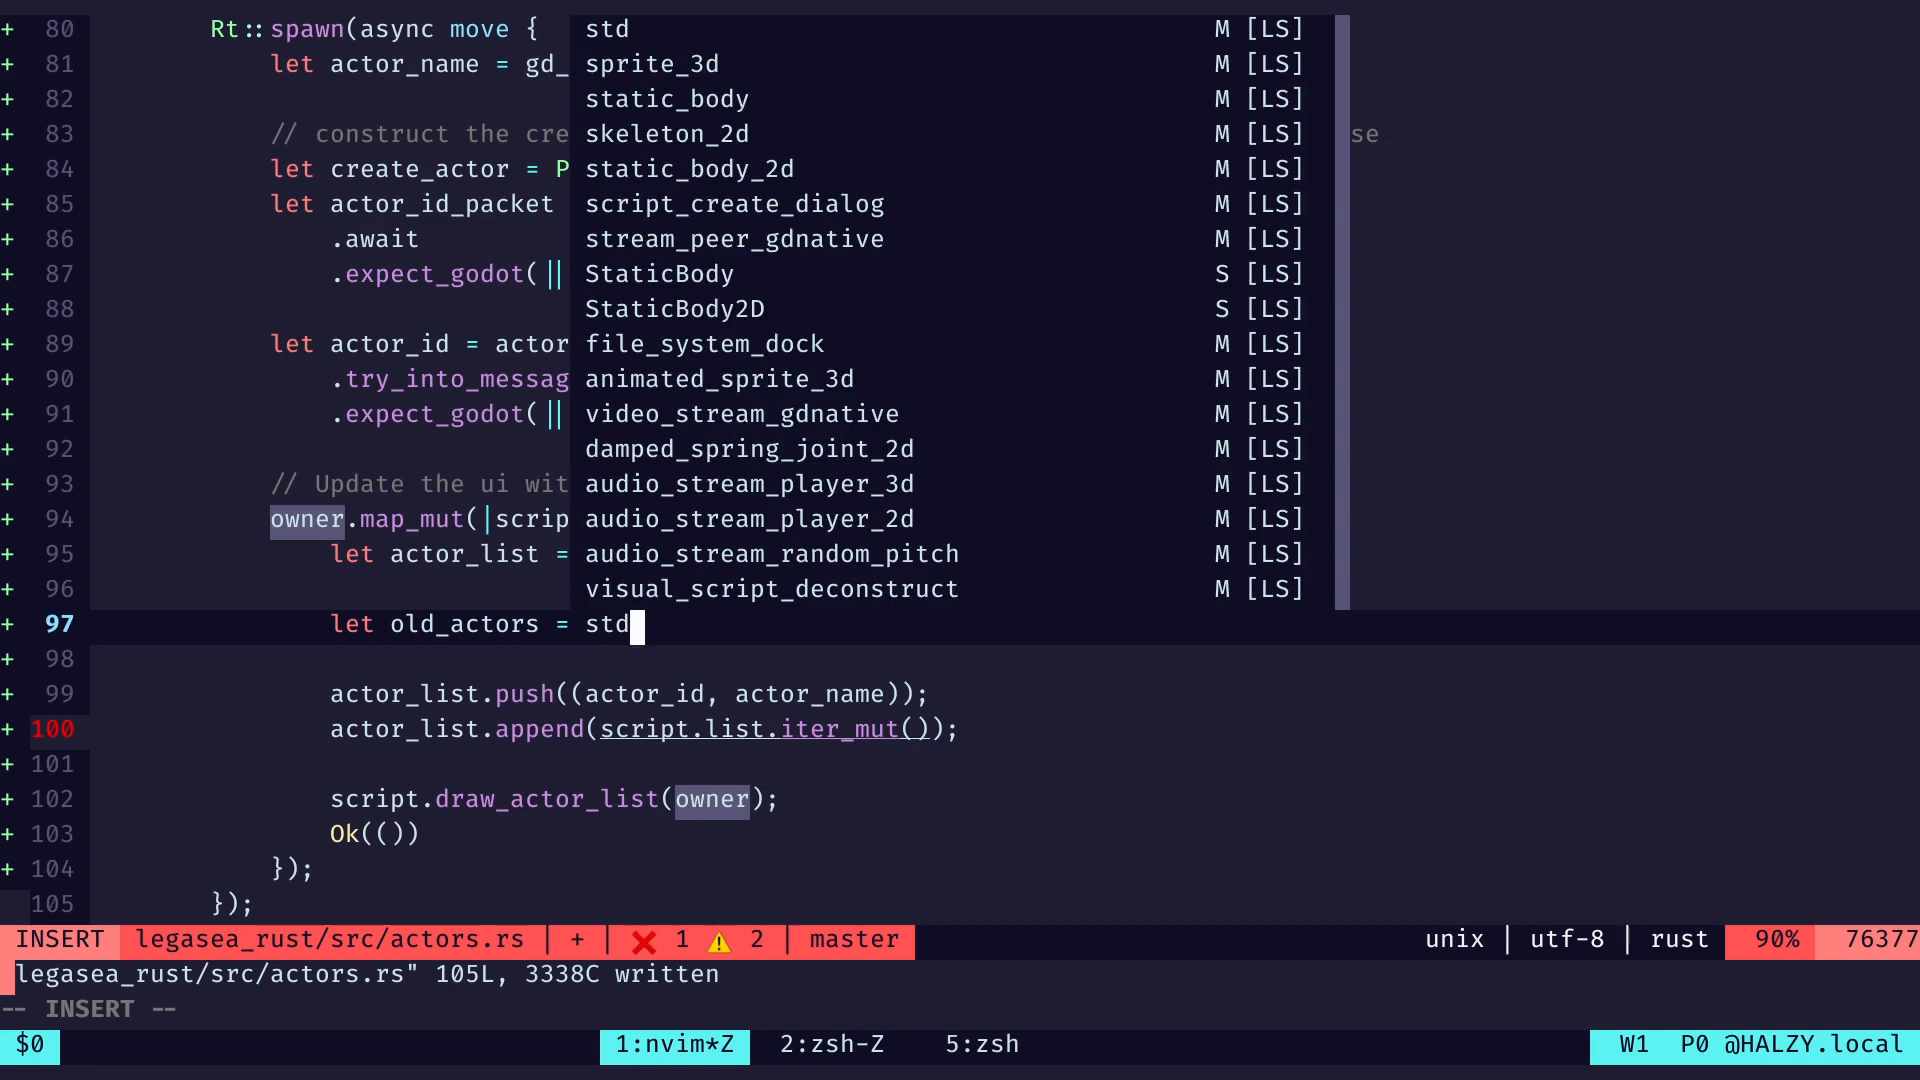 + 80 Rt::spawn(async move { std M [LS]
+ 81 let actor_name = gd_ sprite_3d M [LS]
+ 82 static_body M [LS]
+ 83 // construct the cre skeleton_2d M [LS] se
+ 84 let create_actor = P static_body_2d M [LS]
+ 85 let actor_id_packet script_create_dialog M [LS]
+ 86 .await stream_peer_gdnative M [LS]
+ 87 .expect_godot(|| StaticBody S [LS]
+ 88 StaticBody2D S [LS]
+ 89 let actor_id = actor file_system_dock M [LS]
+ 90 .try_into_messag animated_sprite_3d M [LS]
+ 91 .expect_godot(|| video_stream_gdnative M [LS]
+ 92 damped_spring_joint_2d M [LS]
+ 93 // Update the ui wit audio_stream_player_3d M [LS]
+ 94 owner.map_mut(|scrip audio_stream_player_2d M [LS]
+ 95 let actor_list = audio_stream_random_pitch M [LS]
+ 96 visual_script_deconstruct M [LS]
+ 97 let old_actors = std
+ 98
+ 99 actor_list.push((actor_id, actor_name));
+ 100 actor_list.append(script.list.iter_mut());
+ 101
+ 102 script.draw_actor_list(owner);
+ 103 Ok(())
+ 104 });
105 });
INSERT legasea_rust/src/actors.rs | + | ❌ 1 ⚠ 2 | master unix | utf-8 | rust 90% 76377
legasea_rust/src/actors.rs" 105L, 3338C written
-- INSERT --
$0 1:nvim*Z 2:zsh-Z 5:zsh W1 P0 @HALZY.local